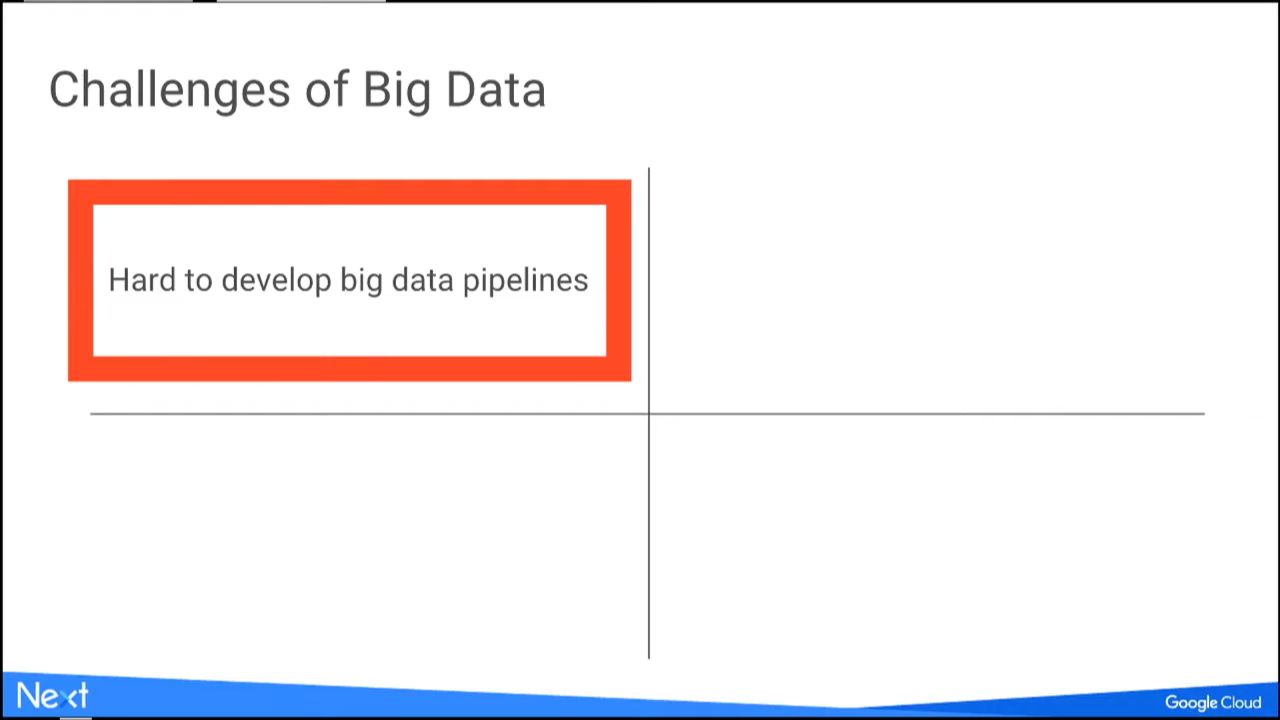 Challenges of Big Data
Hard to develop big data pipelines
Next
Google Cloud